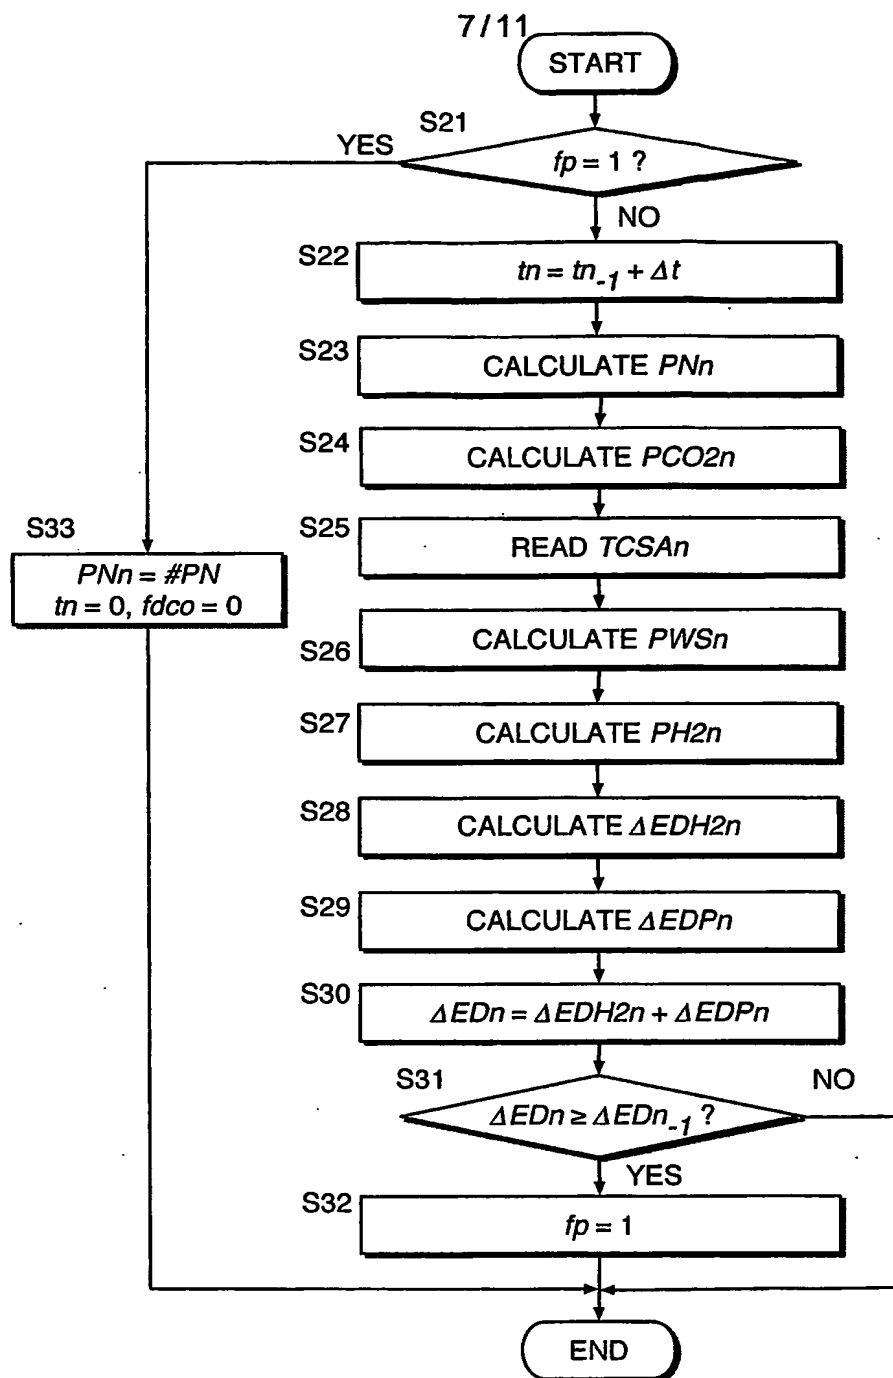 7/11
START
S21
YES
fp = 1 ?
NO
S22
tn = tn-1 + Δt
S23
CALCULATE PNn
S24
CALCULATE PCO2n
S25
READ TCSAn
S33
PNn = #PN
tn = 0, fdco = 0
S26
CALCULATE PWSn
S27
CALCULATE PH2n
S28
CALCULATE ΔEDH2n
S29
CALCULATE ΔEDPn
S30
ΔEDn = ΔEDH2n + ΔEDPn
S31
NO
ΔEDn ≥ ΔEDn-1 ?
YES
S32
fp = 1
END